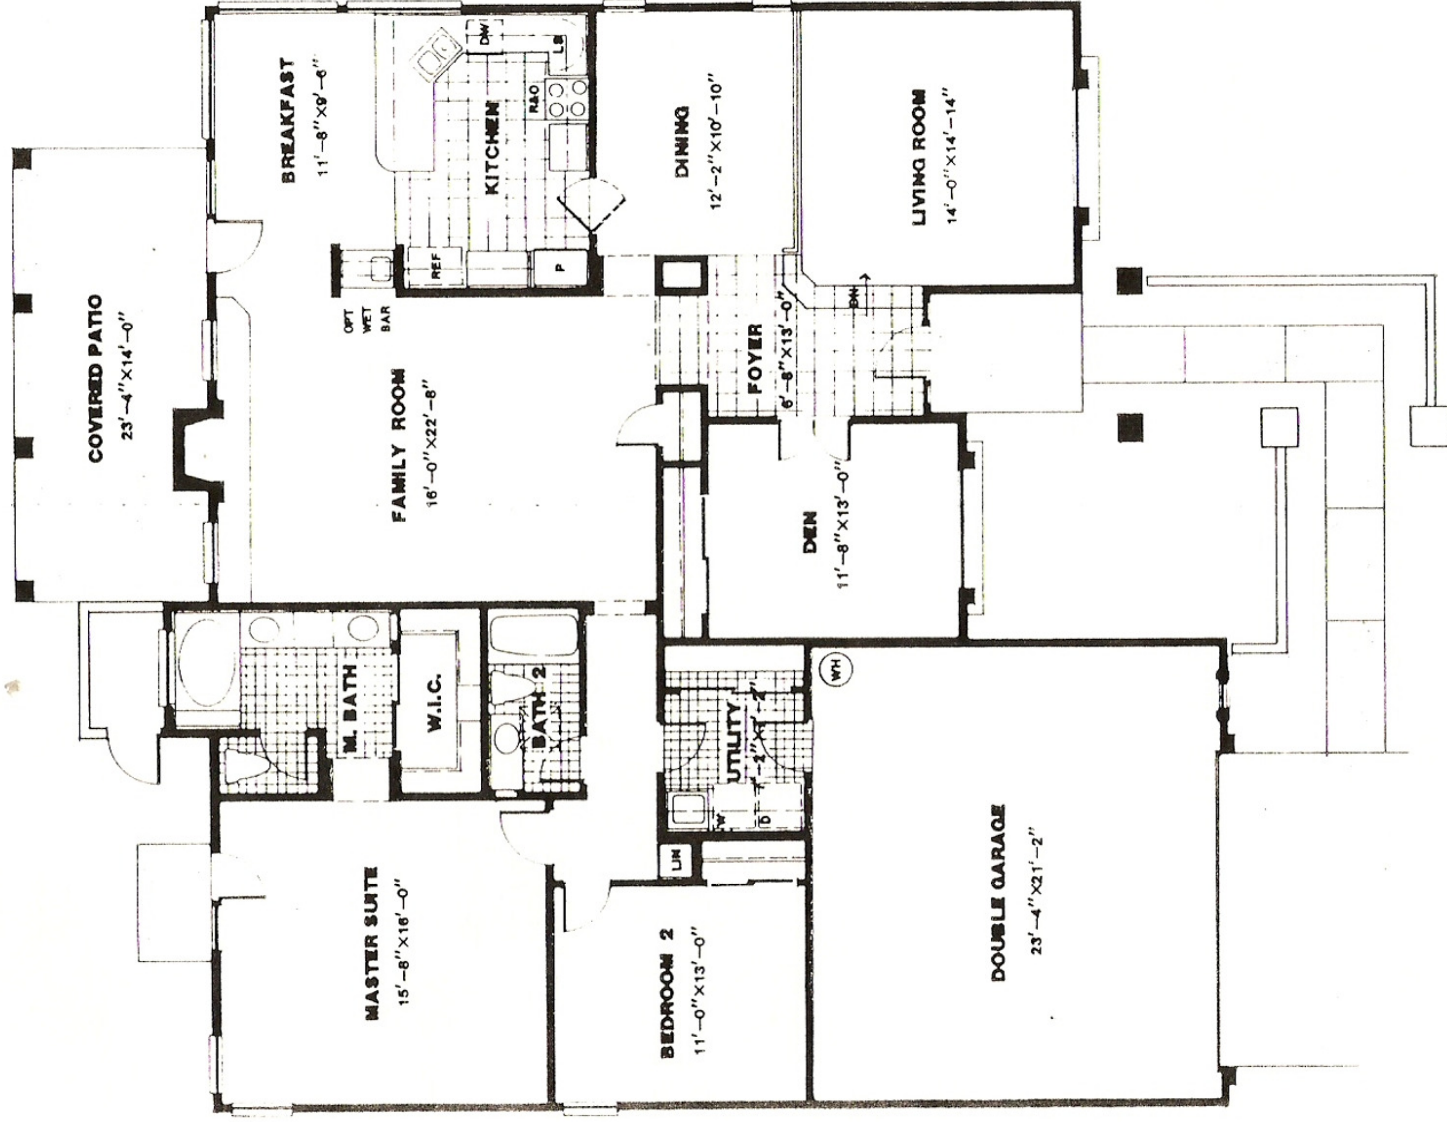 COVERED PATIO
23'-4"X14'-0"
BREAKFAST
11'-8"X9'-6"
KITCHEN
DW
LS
R&O
REF
P
OPT
WET
BAR
DINING
12'-2"X10'-10"
LIVING ROOM
14'-0"X14'-14"
FOYER
6'-8"X13'-0"
DN
FAMILY ROOM
16'-0"X22'-8"
DEN
11'-8"X13'-0"
M. BATH
W.I.C.
BATH 2
UTILITY
W
D
WH
LIN
MASTER SUITE
15'-8"X16'-0"
BEDROOM 2
11'-0"X13'-0"
DOUBLE GARAGE
23'-4"X21'-2"